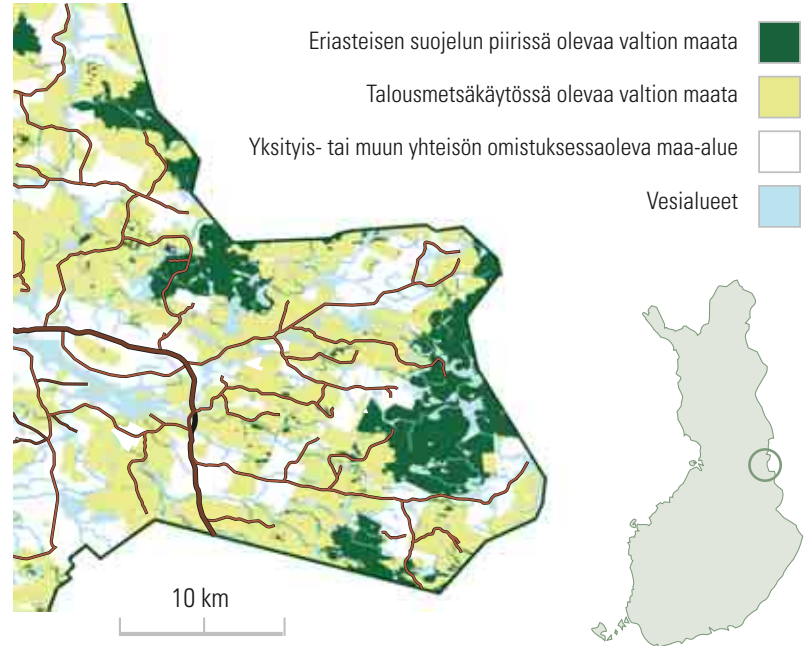 Eriasteisen suojelun piirissä olevaa valtion maata
Talousmetsäkäytössä olevaa valtion maata
Yksityis- tai muun yhteisön omistuksessaoleva maa-alue
Vesialueet
10 km